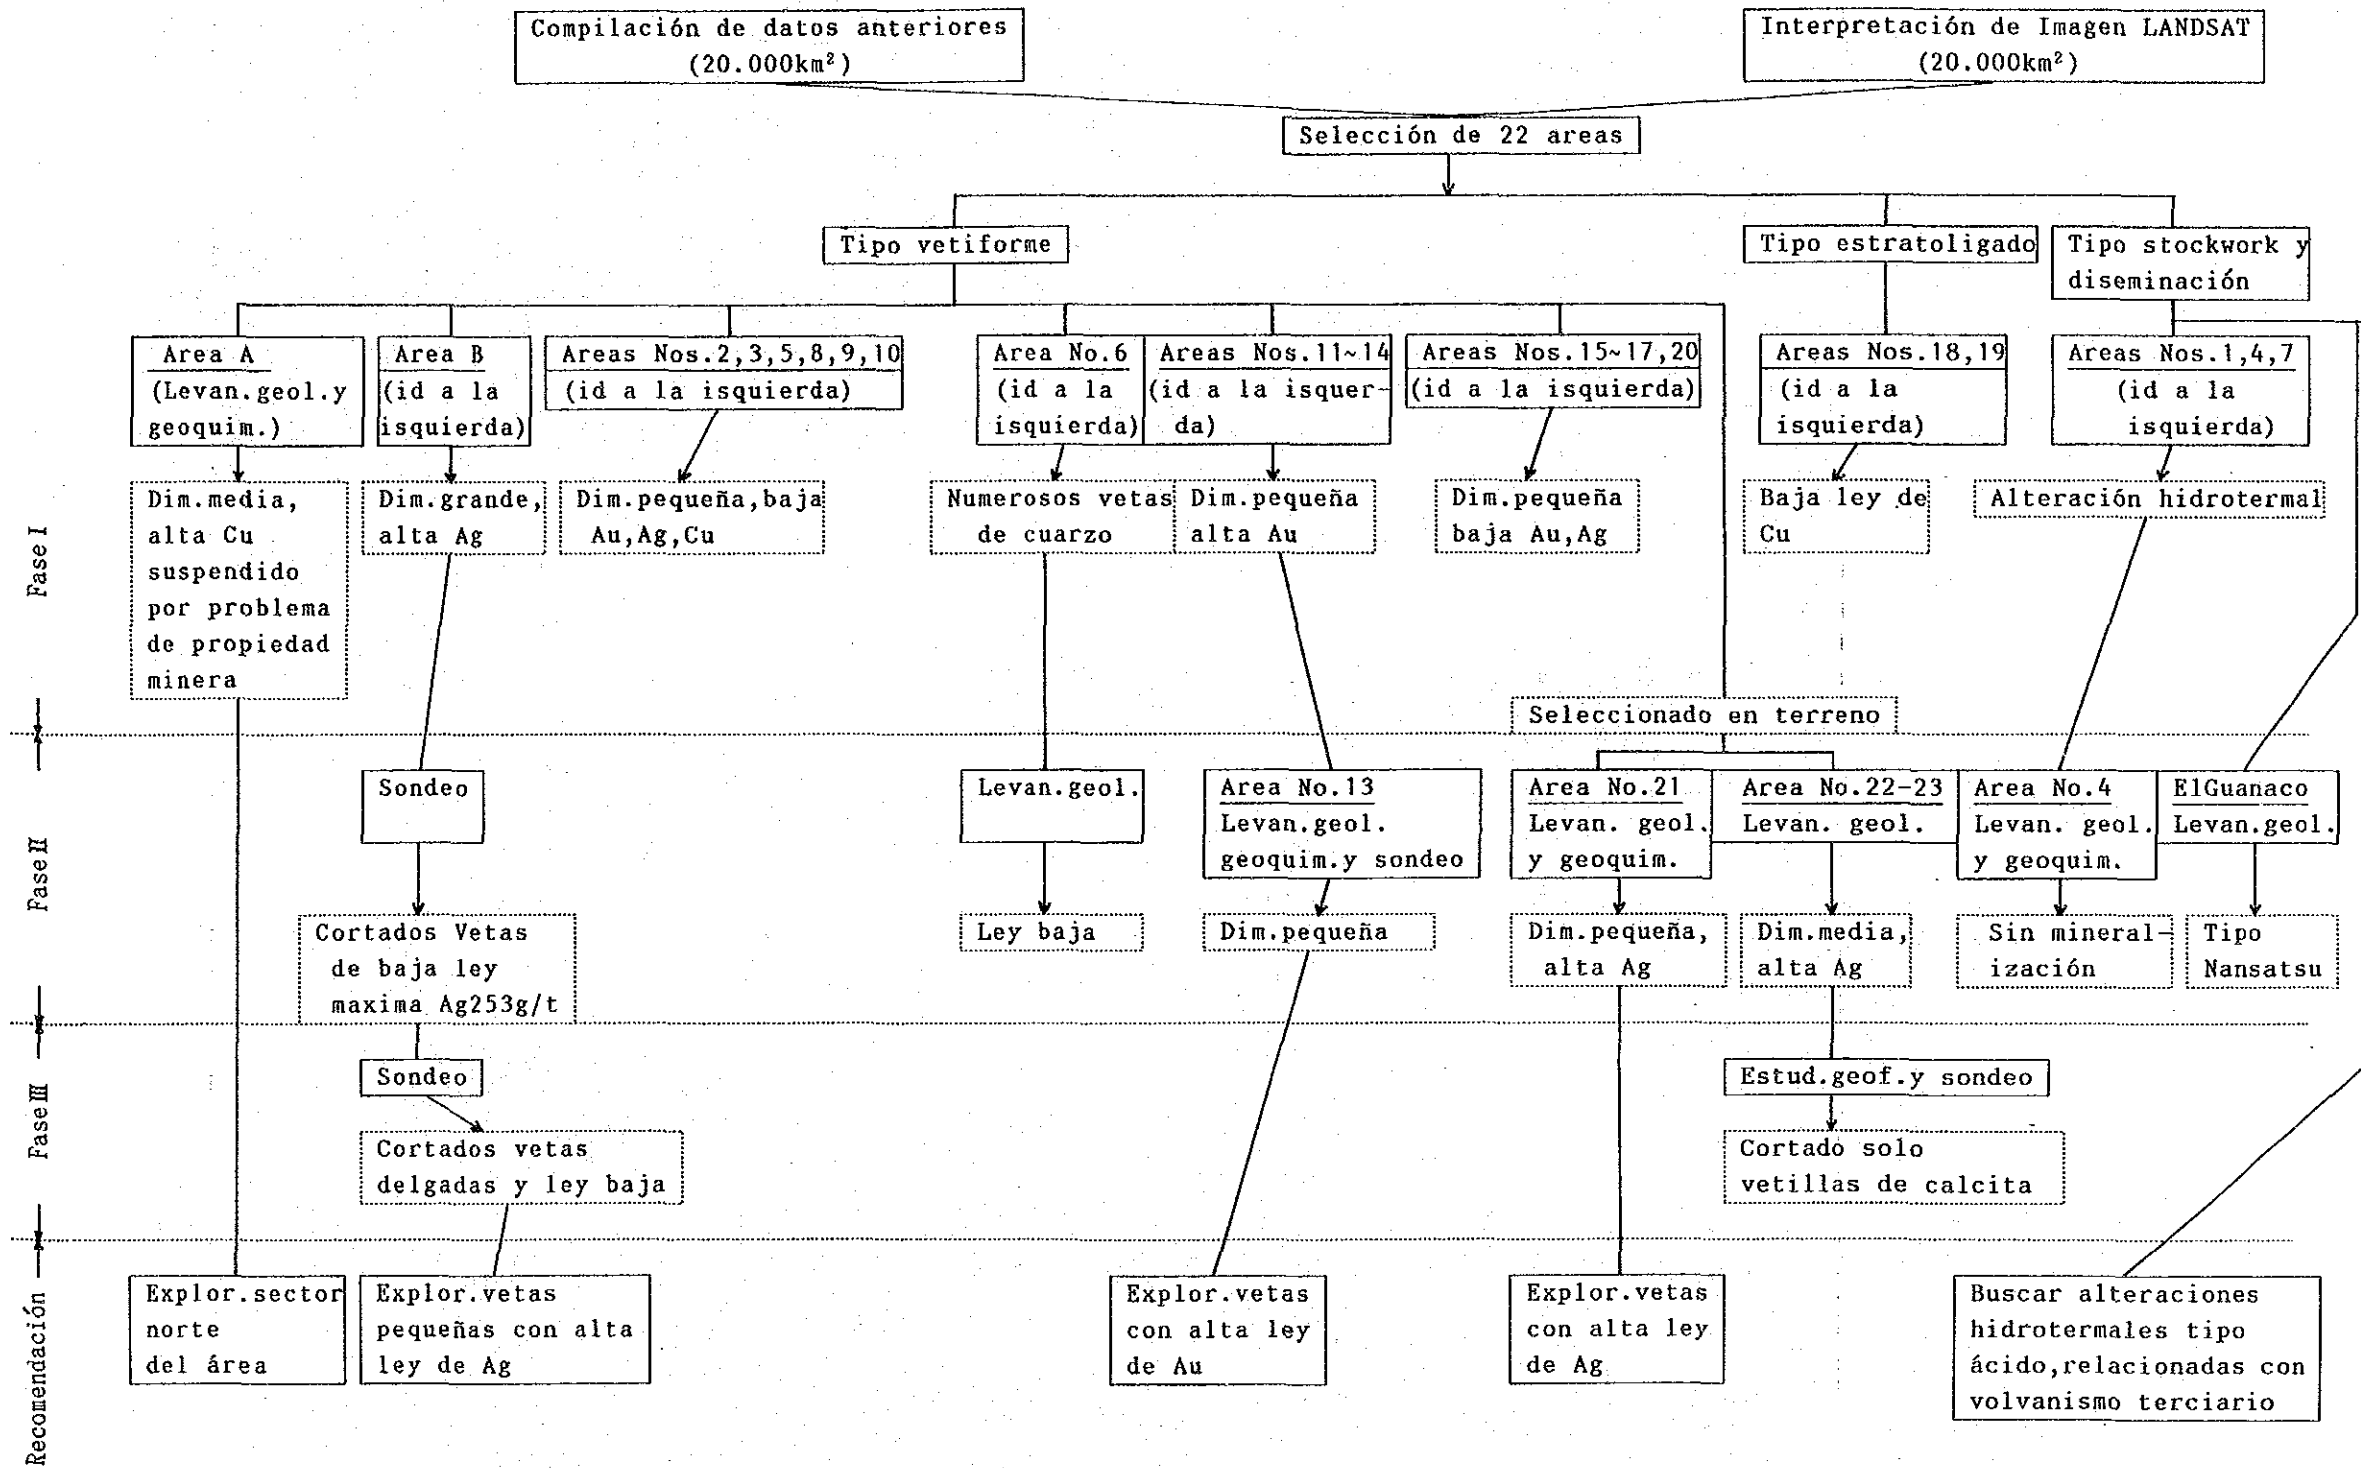 Compilación de datos anteriores
(20.000km²)
Interpretación de Imagen LANDSAT
(20.000km²)
Selección de 22 areas
Tipo vetiforme
Tipo estratoligado
Tipo stockwork y
diseminación
Area A
(Levan.geol.y
geoquim.)
Area B
(id a la
isquierda)
Areas Nos.2,3,5,8,9,10
(id a la isquierda)
Area No.6
(id a la
isquierda)
Areas Nos.11~14
(id a la isquer-
da)
Areas Nos.15~17,20
(id a la isquierda)
Areas Nos.18,19
(id a la
isquierda)
Areas Nos.1,4,7
(id a la
isquierda)
Fase I
Dim.media,
alta Cu
suspendido
por problema
de propiedad
minera
Dim.grande,
alta Ag
Dim.pequeña,baja
Au,Ag,Cu
Numerosos vetas
de cuarzo
Dim.pequeña
alta Au
Dim.pequeña
baja Au,Ag
Baja ley de
Cu
Alteración hidrotermal
Seleccionado en terreno
Fase II
Sondeo
Levan.geol.
Area No.13
Levan.geol.
geoquim.y sondeo
Area No.21
Levan. geol.
y geoquim.
Area No.22-23
Levan. geol.
Area No.4
Levan. geol.
y geoquim.
ElGuanaco
Levan.geol.
Cortados Vetas
de baja ley
maxima Ag253g/t
Ley baja
Dim.pequeña
Dim.pequeña,
alta Ag
Dim.media,
alta Ag
Sin mineral-
ización
Tipo
Nansatsu
Fase III
Sondeo
Estud.geof.y sondeo
Cortados vetas
delgadas y ley baja
Cortado solo
vetillas de calcita
Recomendación
Explor.sector
norte
del área
Explor.vetas
pequeñas con alta
ley de Ag
Explor.vetas
con alta ley
de Au
Explor.vetas
con alta ley
de Ag
Buscar alteraciones
hidrotermales tipo
ácido,relacionadas con
volvanismo terciario